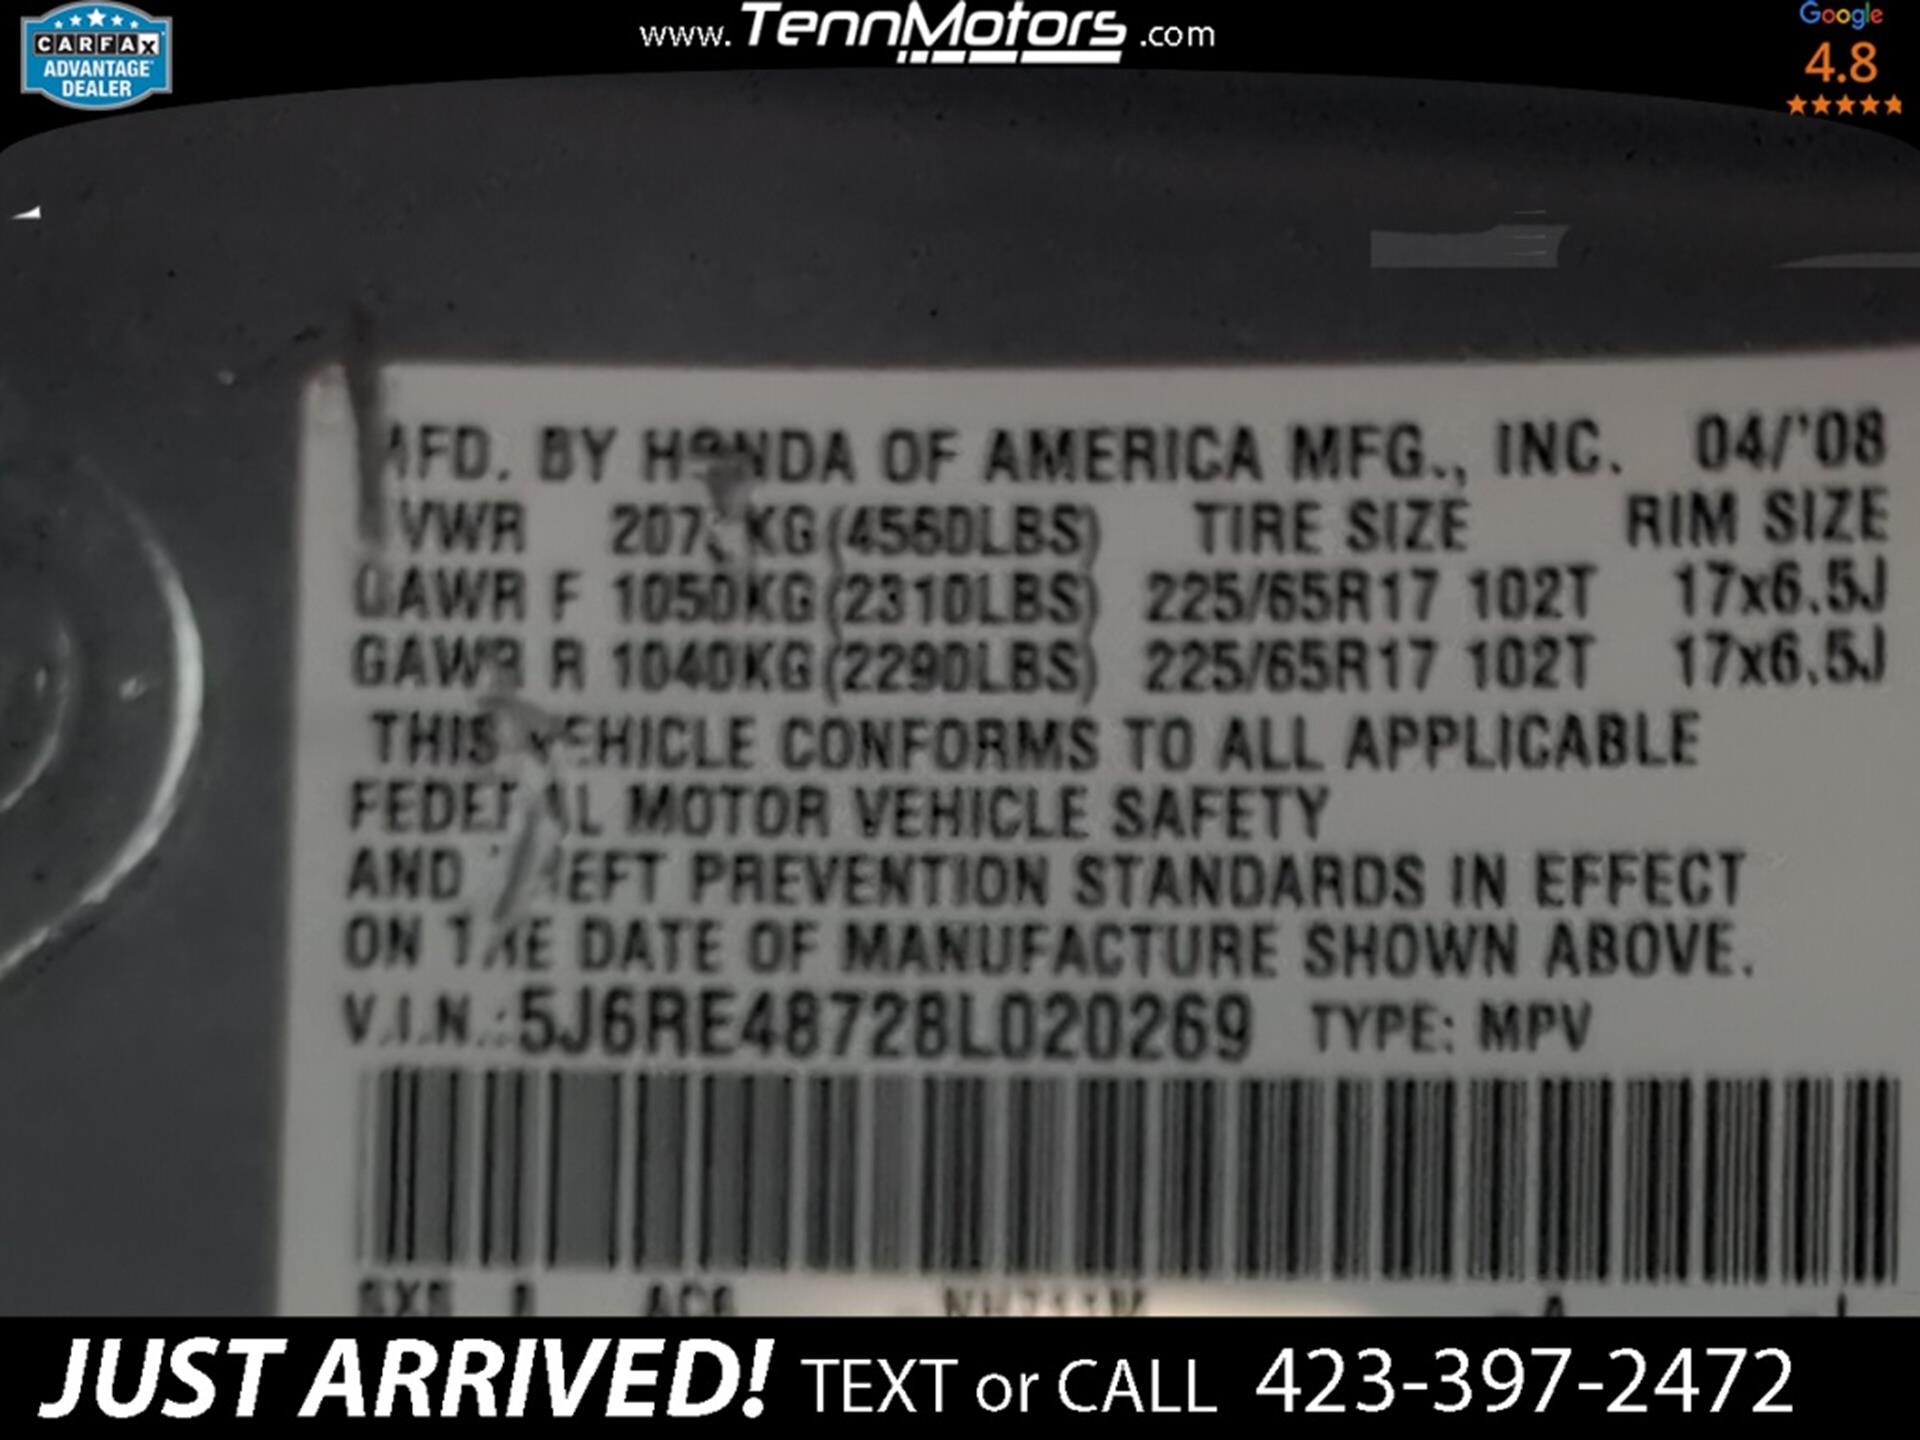 CARFAX
ADVANTAGE
DEALER
www.TennMotors.com
Google
4.8
MFD. BY HONDA OF AMERICA MFG., INC. 04/'08
GVWR KG(4560LBS) TIRE SIZE RIM SIZE
GAWR F 1050KG(2310LBS) 225/65R17 102T 17x6.5J
GAWR R 1040KG(2290LBS) 225/65R17 102T 17x6.5J
THIS VEHICLE CONFORMS TO ALL APPLICABLE
FEDERAL MOTOR VEHICLE SAFETY
AND THEFT PREVENTION STANDARDS IN EFFECT
ON THE DATE OF MANUFACTURE SHOWN ABOVE.
V.I.N.:5J6RE48728L020269 TYPE: MPV
JUST ARRIVED! TEXT or CALL 423-397-2472